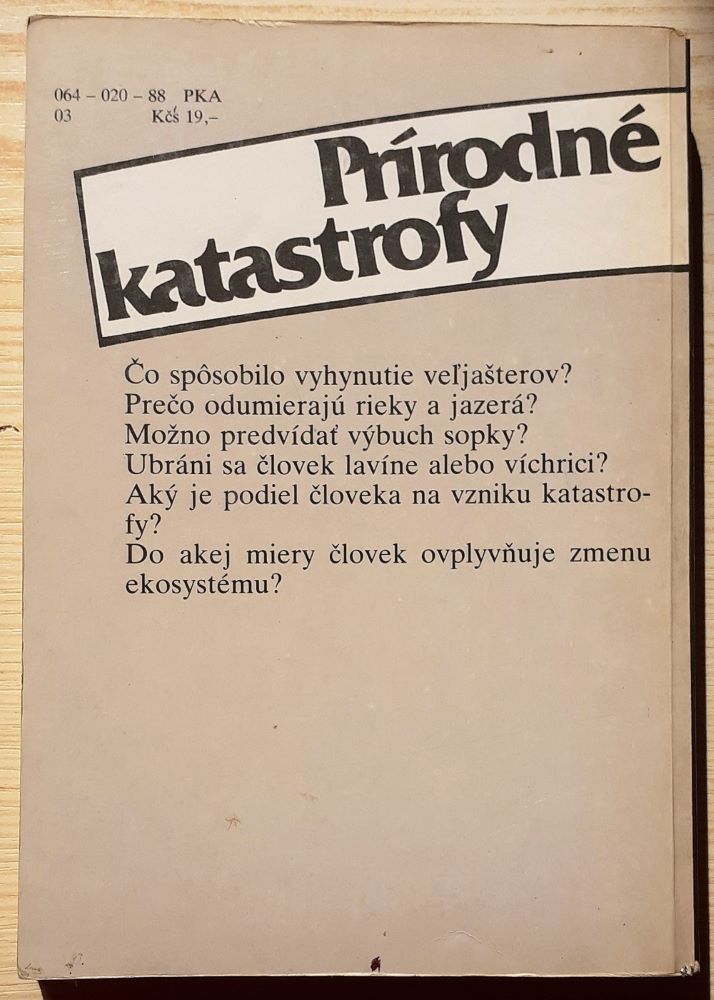 064 – 020 – 88 PKA
03 Kčs 19,–
Prírodné
katastrofy
Čo spôsobilo vyhynutie veľjašterov?
Prečo odumierajú rieky a jazerá?
Možno predvídať výbuch sopky?
Ubráni sa človek lavíne alebo víchrici?
Aký je podiel človeka na vzniku katastro-
fy?
Do akej miery človek ovplyvňuje zmenu
ekosystému?